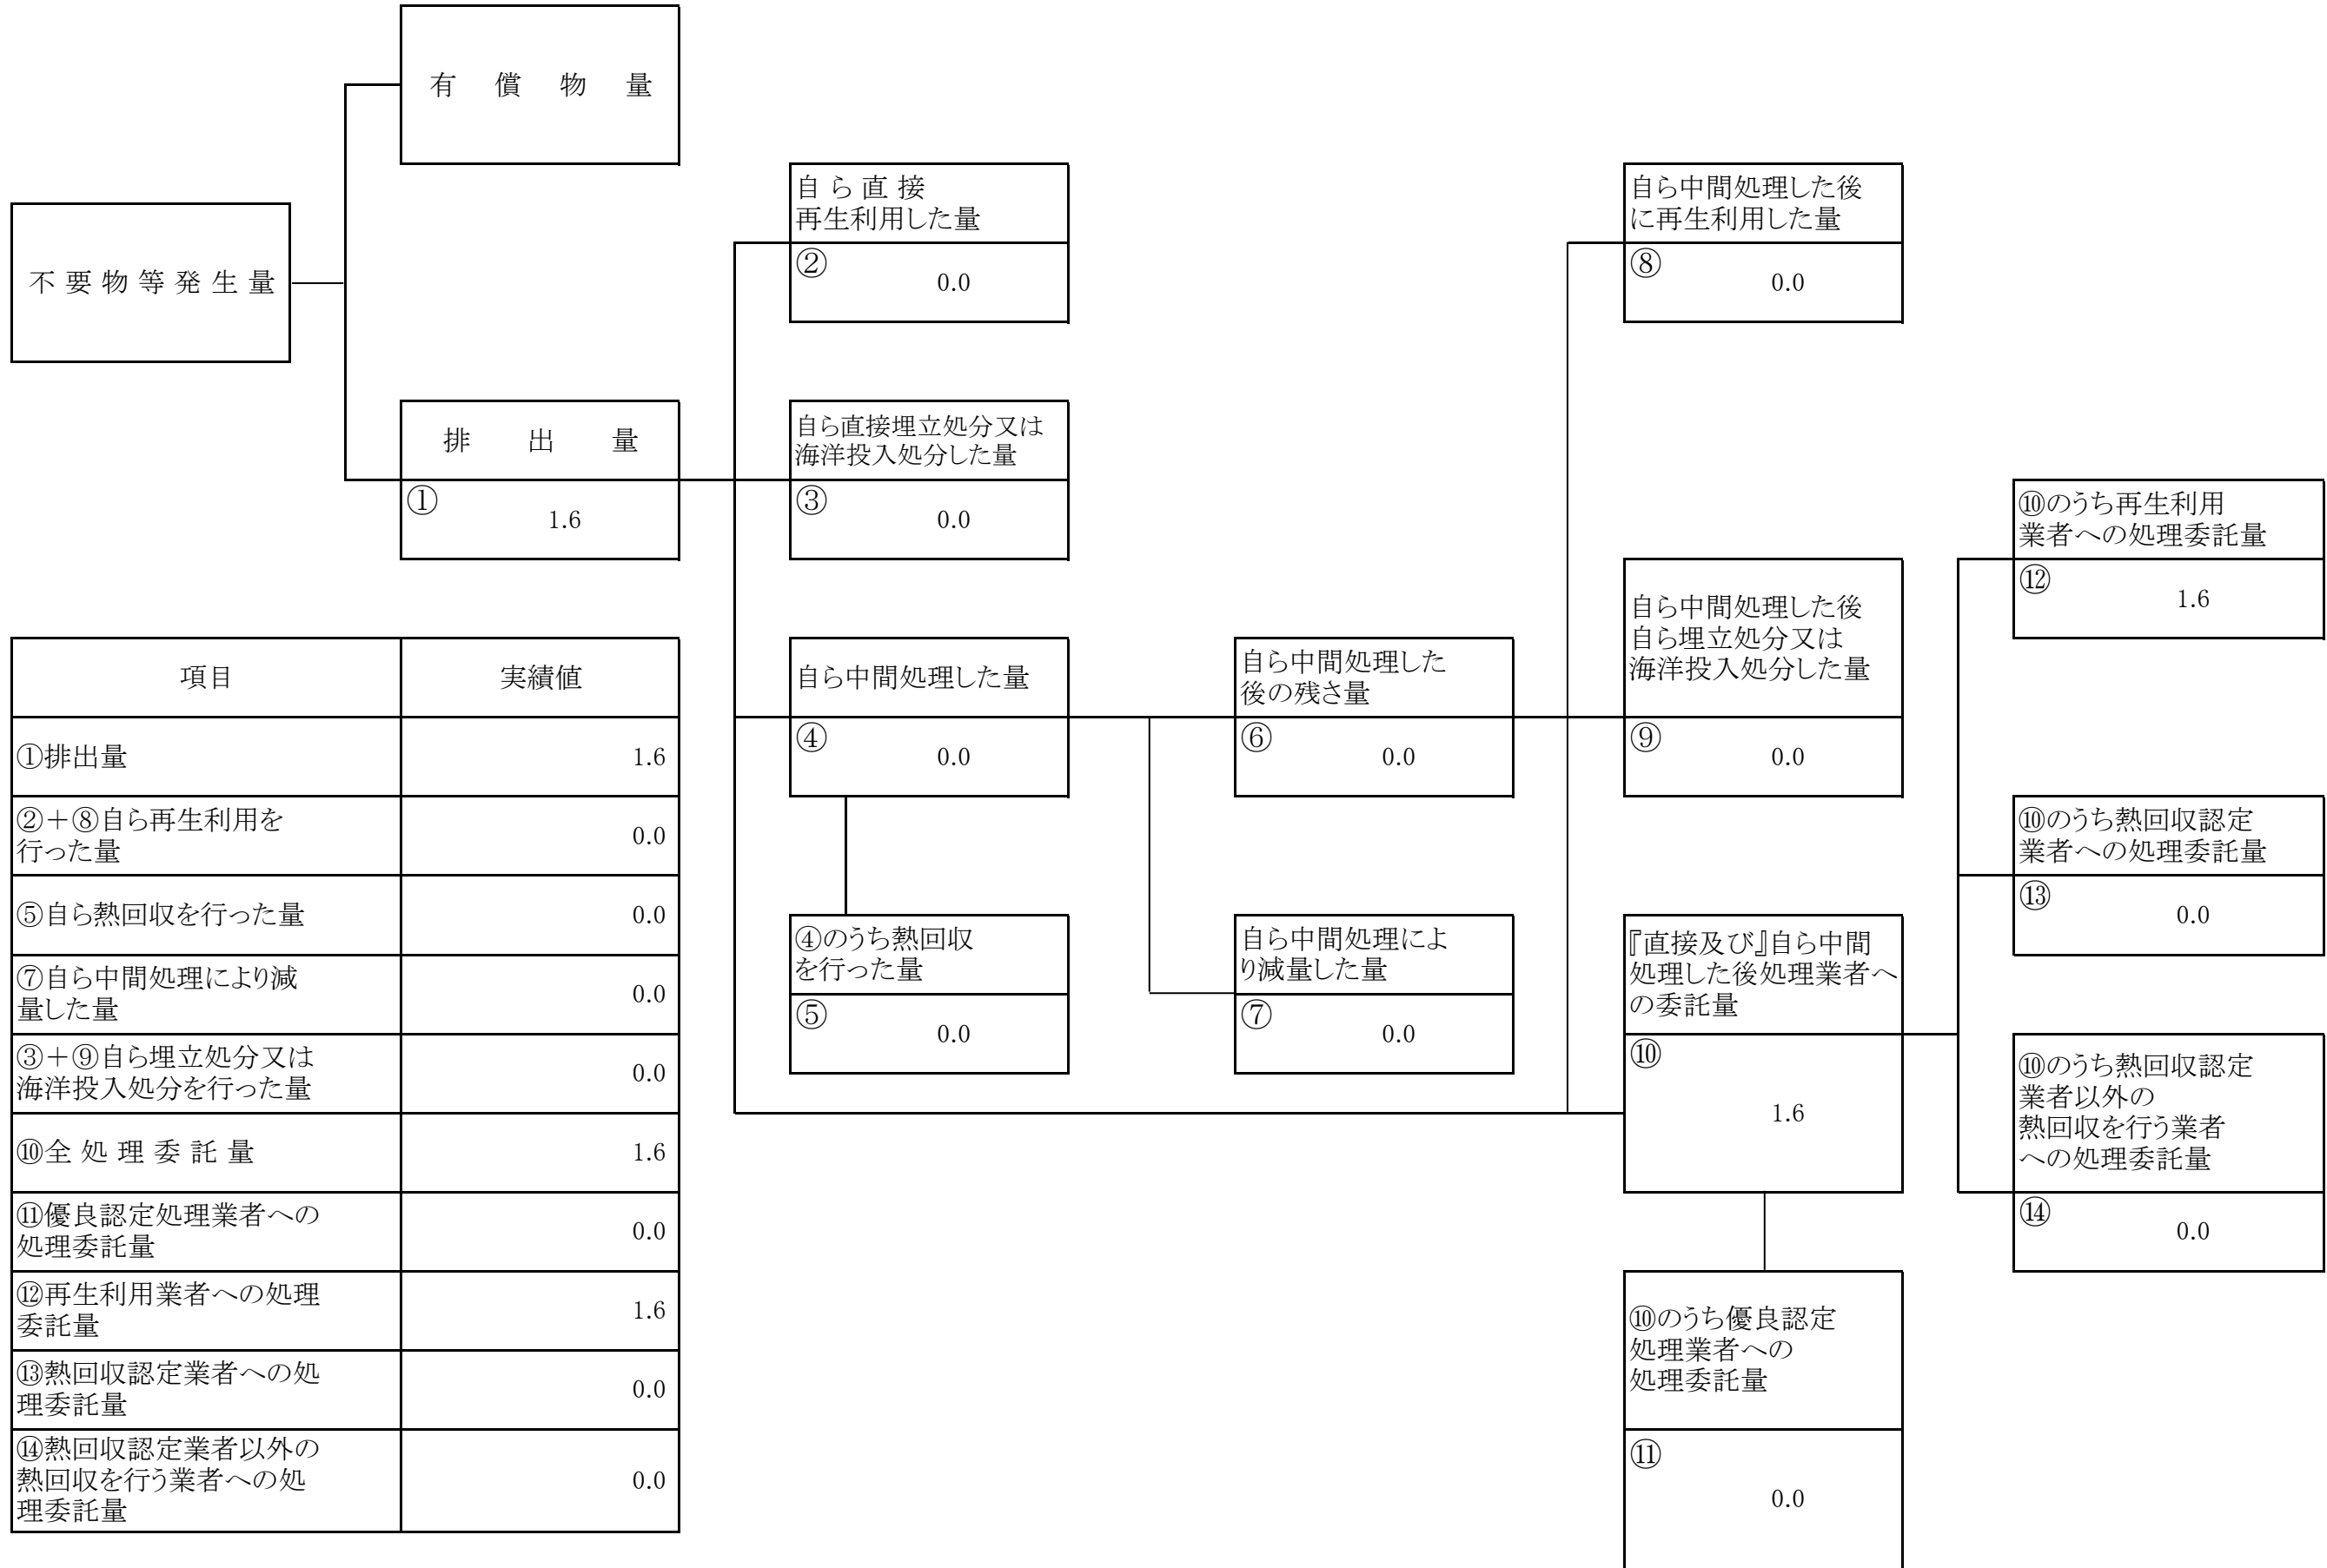 有償物量
不要物等発生量
排出量
①
1.6
自ら直接
再生利用した量
②
0.0
自ら直接埋立処分又は
海洋投入処分した量
③
0.0
自ら中間処理した量
④
0.0
④のうち熱回収
を行った量
⑤
0.0
自ら中間処理した
後の残さ量
⑥
0.0
自ら中間処理によ
り減量した量
⑦
0.0
自ら中間処理した後
に再生利用した量
⑧
0.0
自ら中間処理した後
自ら埋立処分又は
海洋投入処分した量
⑨
0.0
『直接及び』自ら中間
処理した後処理業者へ
の委託量
⑩
1.6
⑩のうち優良認定
処理業者への
処理委託量
⑪
0.0
⑩のうち再生利用
業者への処理委託量
⑫
1.6
⑩のうち熱回収認定
業者への処理委託量
⑬
0.0
⑩のうち熱回収認定
業者以外の
熱回収を行う業者
への処理委託量
⑭
0.0
項目 実績値
①排出量 1.6
②＋⑧自ら再生利用を
行った量 0.0
⑤自ら熱回収を行った量 0.0
⑦自ら中間処理により減
量した量 0.0
③＋⑨自ら埋立処分又は
海洋投入処分を行った量 0.0
⑩全処理委託量 1.6
⑪優良認定処理業者への
処理委託量 0.0
⑫再生利用業者への処理
委託量 1.6
⑬熱回収認定業者への処
理委託量 0.0
⑭熱回収認定業者以外の
熱回収を行う業者への処
理委託量 0.0